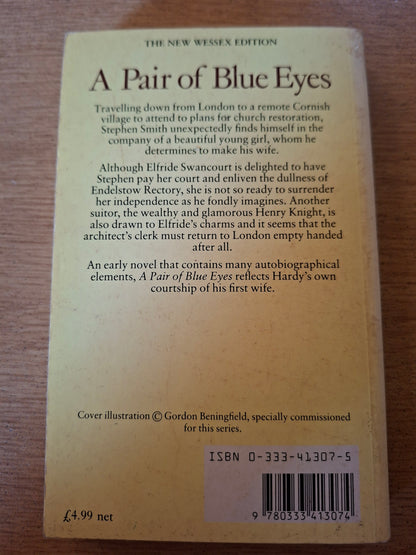 THE NEW WESSEX EDITION
A Pair of Blue Eyes
Travelling down from London to a remote Cornish
village to attend to plans for church restoration,
Stephen Smith unexpectedly finds himself in the
company of a beautiful young girl, whom he
determines to make his wife.
Although Elfride Swancourt is delighted to have
Stephen pay her court and enliven the dullness of
Endelstow Rectory, she is not so ready to surrender
her independence as he fondly imagines. Another
suitor, the wealthy and glamorous Henry Knight, is
also drawn to Elfride's charms and it seems that the
architect's clerk must return to London empty handed
after all.
An early novel that contains many autobiographical
elements, A Pair of Blue Eyes reflects Hardy's own
courtship of his first wife.
Cover illustration © Gordon Beningfield, specially commissioned
for this series.
ISBN 0-333-41307-5
9 780333 413074
£4.99 net